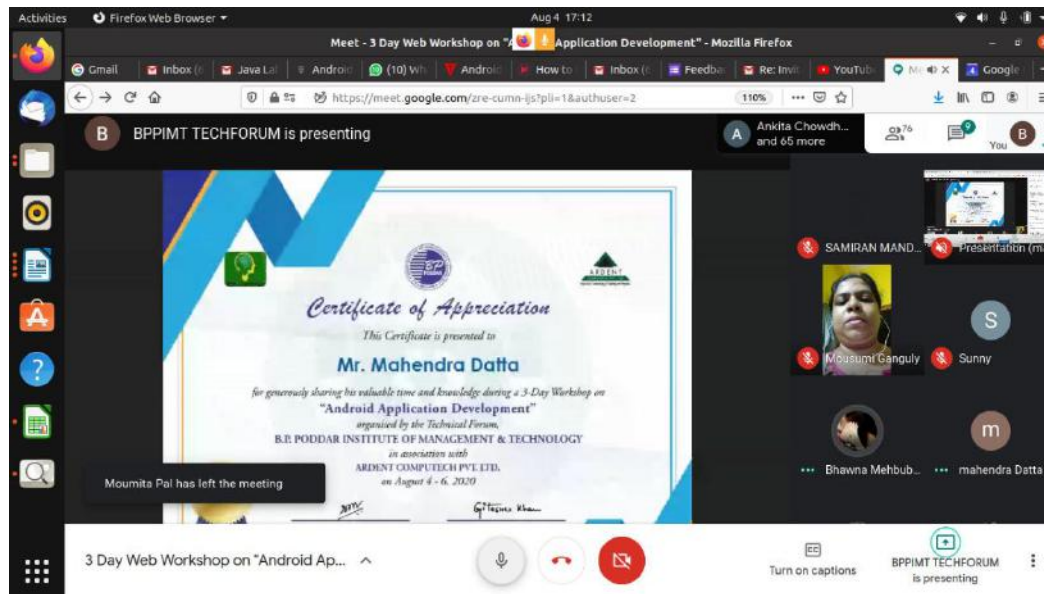 Activities
Firefox Web Browser
Aug 4 17:12
Meet - 3 Day Web Workshop on "A Application Development" - Mozilla Firefox
Gmail
Inbox (
Java La
Android
(10) Wh
Android
How to
Inbox (
Feedba
Re: Invit
YouTub
Me
Google
https://meet.google.com/zre-cumn-ijs?pli=1&authuser=2
110%
B
BPPIMT TECHFORUM is presenting
A
Ankita Chowdh...
and 65 more
76
9
You
B
BP
PODDAR
ARDENT
Certificate of Appreciation
This Certificate is presented to
Mr. Mahendra Datta
for generously sharing his valuable time and knowledge during a 3-Day Workshop on
"Android Application Development"
organised by the Technical Forum,
B.P. PODDAR INSTITUTE OF MANAGEMENT & TECHNOLOGY
in association with
ARDENT COMPUTECH PVT. LTD.
on August 4 - 6, 2020
SAMIRAN MAND...
Presentation (m
Mousumi Ganguly
S
Sunny
Bhawna Mehbub...
m
mahendra Datta
Moumita Pal has left the meeting
3 Day Web Workshop on "Android Ap...
CC
Turn on captions
BPPIMT TECHFORUM
is presenting